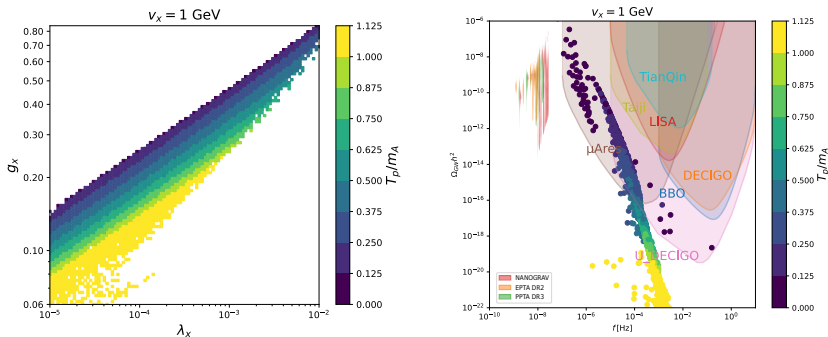 v_x = 1 GeV
0.80
0.70
0.60
0.50
0.40
0.30
0.20
0.10
0.06
g_x
10^-5
10^-4
10^-3
10^-2
λ_x
1.125
1.000
0.875
0.750
0.625
0.500
0.375
0.250
0.125
0.000
T_p/m_A
v_x = 1 GeV
10^-6
10^-8
10^-10
10^-12
10^-14
10^-16
10^-18
10^-20
10^-22
Ω_GW h^2
TianQin
Taiji
LISA
μAres
DECIGO
BBO
U_DECIGO
NANOGRAV
EPTA DR2
PPTA DR3
10^-10
10^-8
10^-6
10^-4
10^-2
10^0
f [Hz]
1.125
1.000
0.875
0.750
0.625
0.500
0.375
0.250
0.125
0.000
T_p/m_A